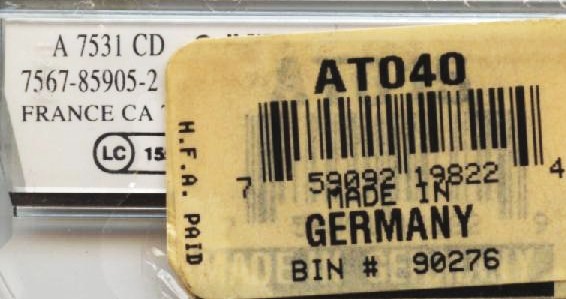 A 7531 CD
7567-85905-2
FRANCE CA
LC 15
H.F.A. PAID
AT040
7 59092 19822 4
MADE IN
GERMANY
BIN # 90276